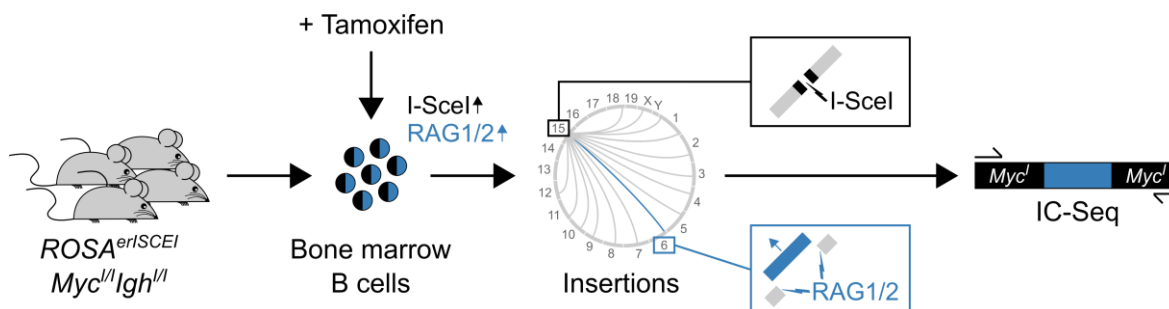 + Tamoxifen
I-SceI↑
RAG1/2↑
ROSA^erISCEI
Myc^I/I Igh^I/I
Bone marrow
B cells
X Y
1
2
3
4
5
6
7
8
9
10
11
12
13
14
15
16
17
18
19
Insertions
I-SceI
RAG1/2
Myc^I Myc^I
IC-Seq